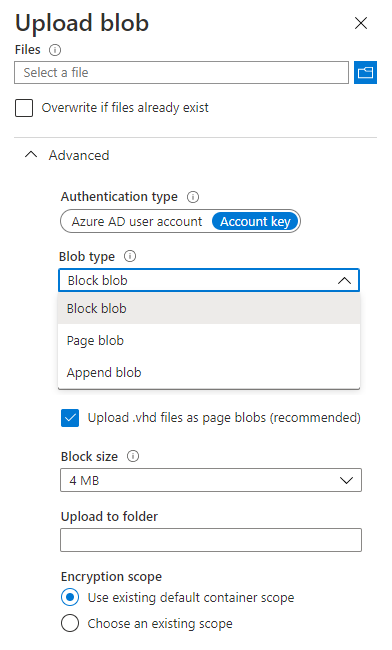 Upload blob
Files
Select a file
Overwrite if files already exist
Advanced
Authentication type
Azure AD user account Account key
Blob type
Block blob
Block blob
Page blob
Append blob
Upload .vhd files as page blobs (recommended)
Block size
4 MB
Upload to folder
Encryption scope
Use existing default container scope
Choose an existing scope